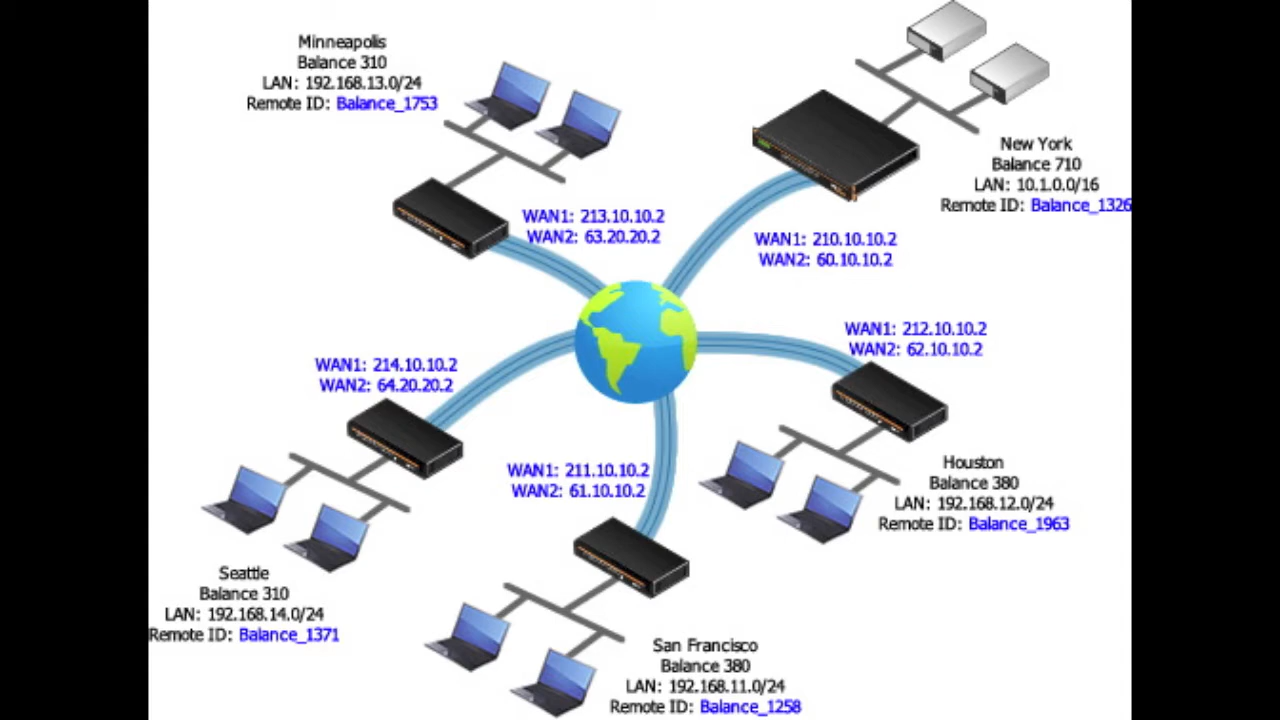 Minneapolis
Balance 310
LAN: 192.168.13.0/24
Remote ID: Balance_1753
WAN1: 213.10.10.2
WAN2: 63.20.20.2
New York
Balance 710
LAN: 10.1.0.0/16
Remote ID: Balance_1326
WAN1: 210.10.10.2
WAN2: 60.10.10.2
WAN1: 212.10.10.2
WAN2: 62.10.10.2
Houston
Balance 380
LAN: 192.168.12.0/24
Remote ID: Balance_1963
WAN1: 214.10.10.2
WAN2: 64.20.20.2
Seattle
Balance 310
LAN: 192.168.14.0/24
Remote ID: Balance_1371
WAN1: 211.10.10.2
WAN2: 61.10.10.2
San Francisco
Balance 380
LAN: 192.168.11.0/24
Remote ID: Balance_1258